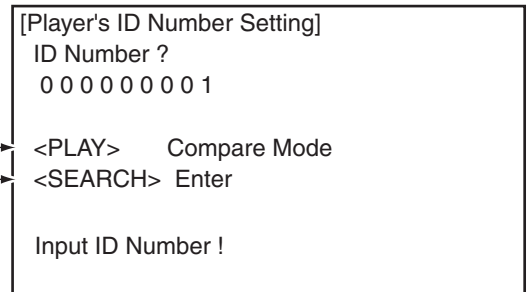 [Player's ID Number Setting]
ID Number ?
0 0 0 0 0 0 0 0 1
<PLAY> Compare Mode
<SEARCH> Enter
Input ID Number !